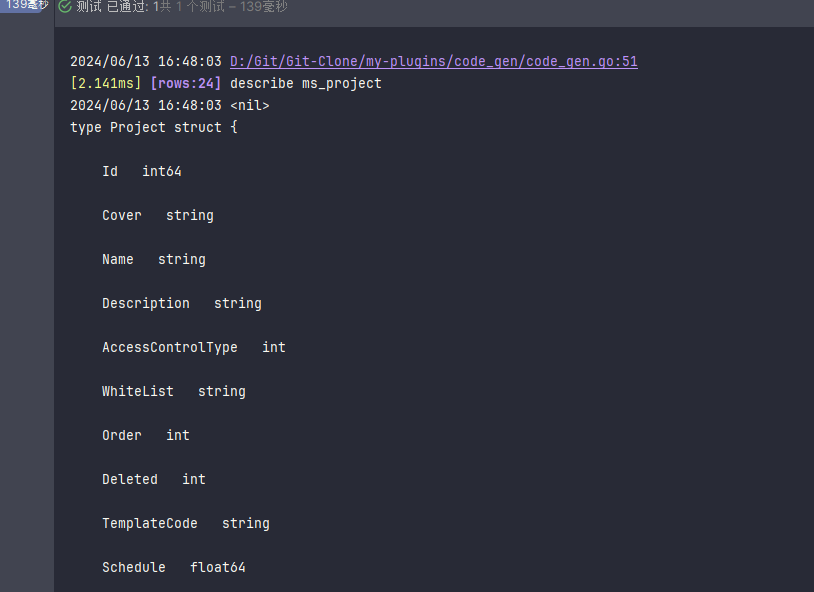 139毫秒
测试 已通过: 1共 1 个测试 – 139毫秒
2024/06/13 16:48:03 D:/Git/Git-Clone/my-plugins/code_gen/code_gen.go:51
[2.141ms] [rows:24] describe ms_project
2024/06/13 16:48:03 <nil>
type Project struct {
Id int64
Cover string
Name string
Description string
AccessControlType int
WhiteList string
Order int
Deleted int
TemplateCode string
Schedule float64